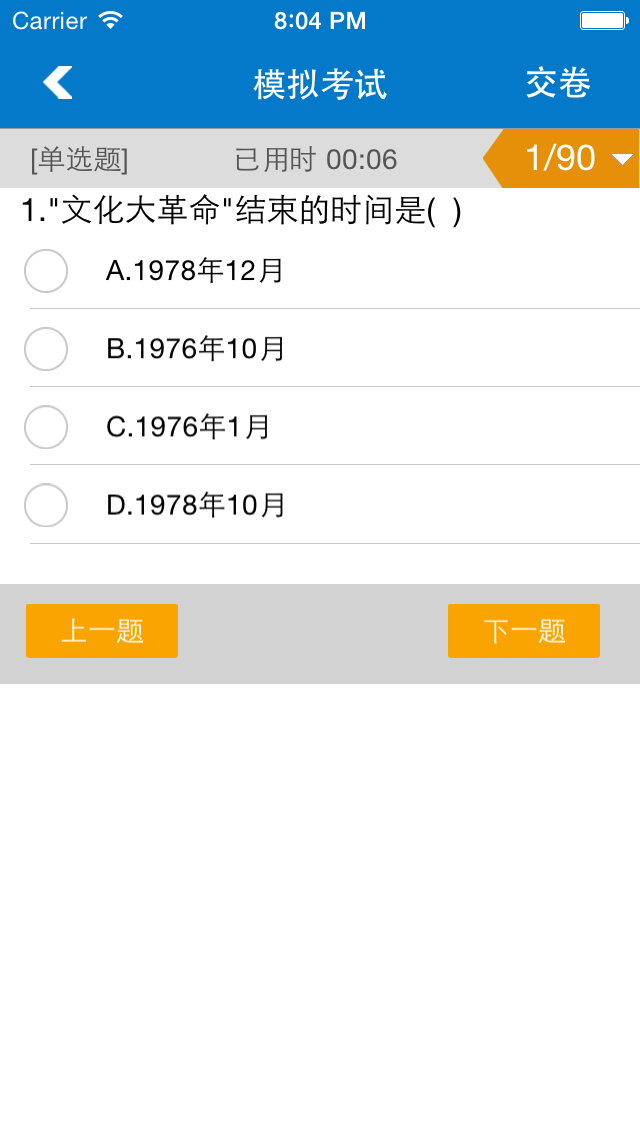 Carrier 8:04 PM
模拟考试 交卷
[单选题] 已用时 00:06 1/90
1."文化大革命"结束的时间是( )
A.1978年12月
B.1976年10月
C.1976年1月
D.1978年10月
上一题 下一题